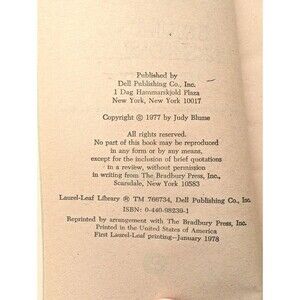 Published by
Dell Publishing Co., Inc.
1 Dag Hammarskjold Plaza
New York, New York 10017
Copyright © 1977 by Judy Blume
All rights reserved.
No part of this book may be reproduced
in any form or by any means,
except for the inclusion of brief quotations
in a review, without permission
in writing from The Bradbury Press, Inc.,
Scarsdale, New York 10583
Laurel-Leaf Library ® TM 766734, Dell Publishing Co., Inc.
ISBN: 0-440-98239-1
Reprinted by arrangement with The Bradbury Press, Inc.
Printed in the United States of America
First Laurel-Leaf printing—January 1978